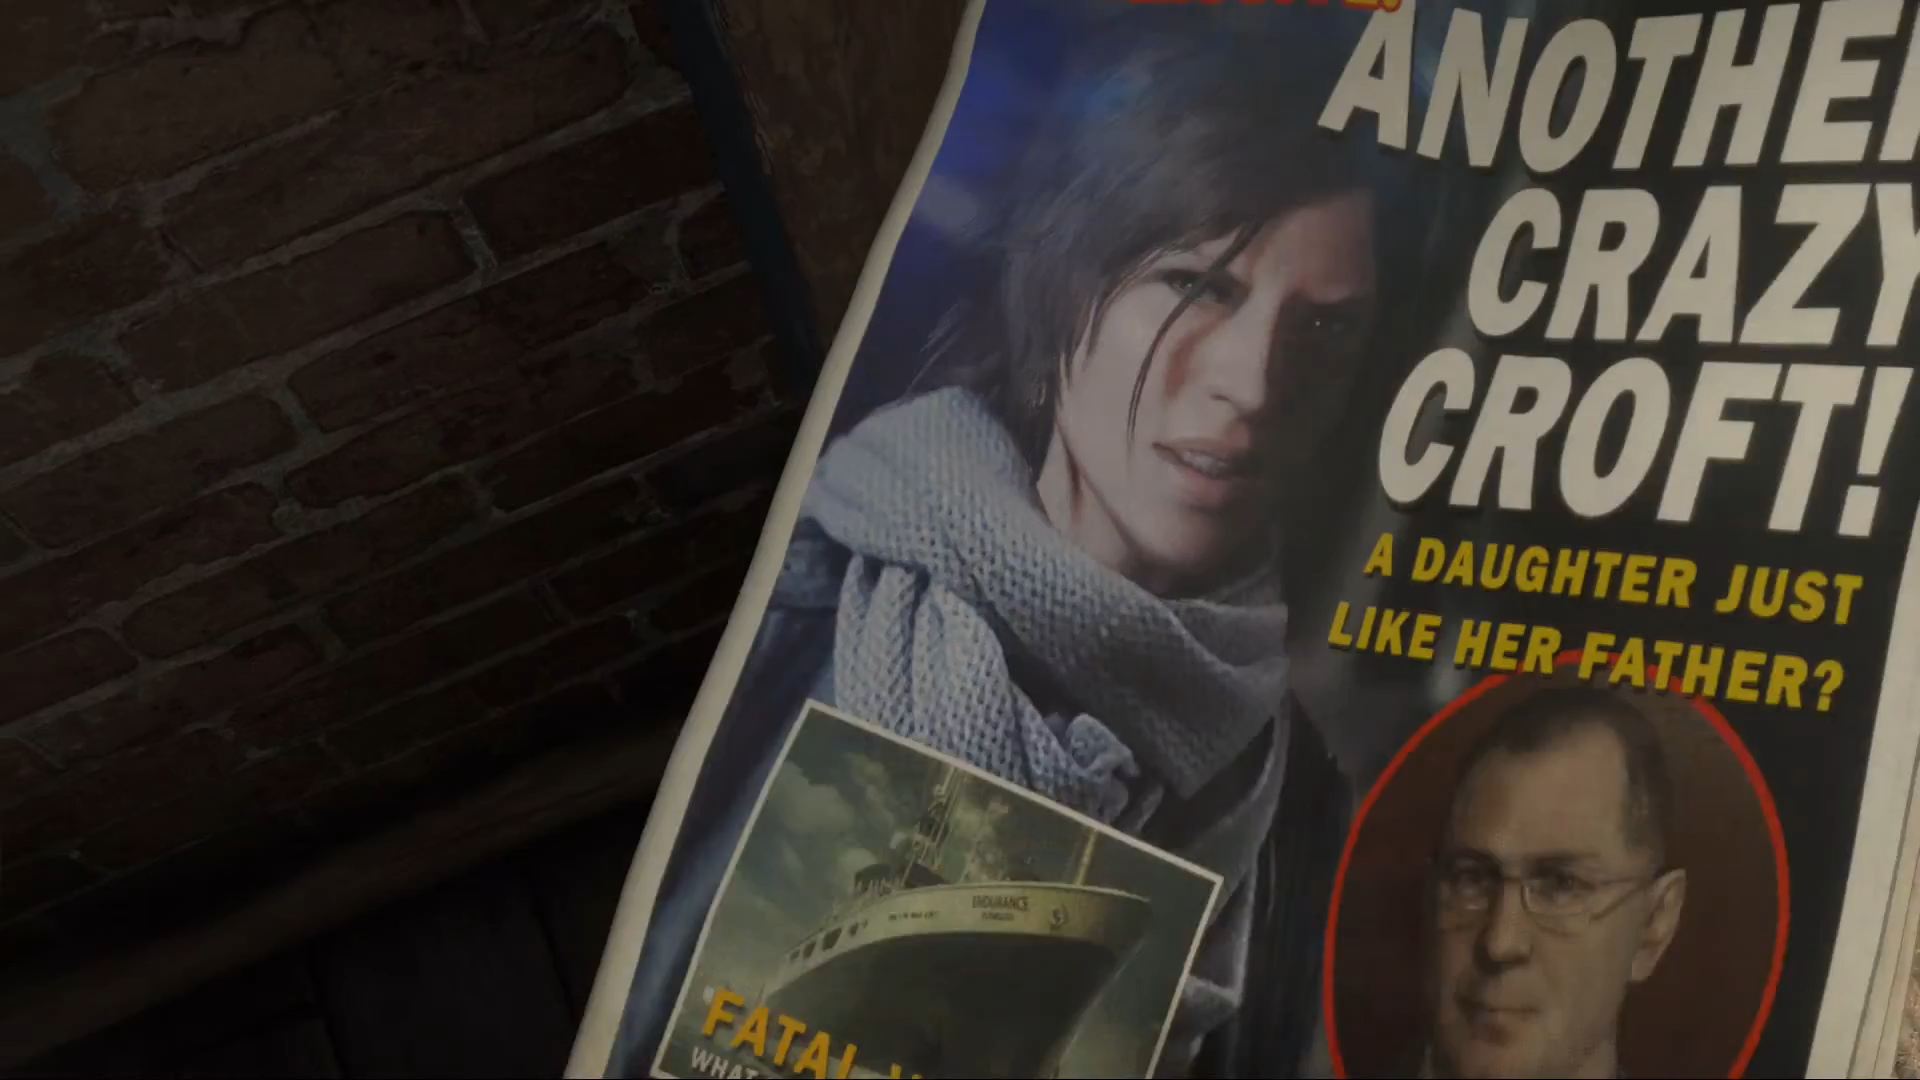 ANOTHER
CRAZY
CROFT!
A DAUGHTER JUST
LIKE HER FATHER?
ENDURANCE
FATAL
WHAT